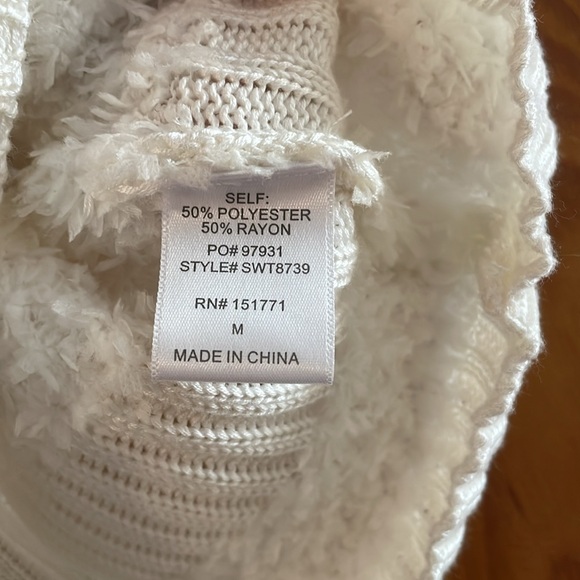 SELF:
50% POLYESTER
50% RAYON
PO# 97931
STYLE# SWT8739
RN# 151771
M
MADE IN CHINA